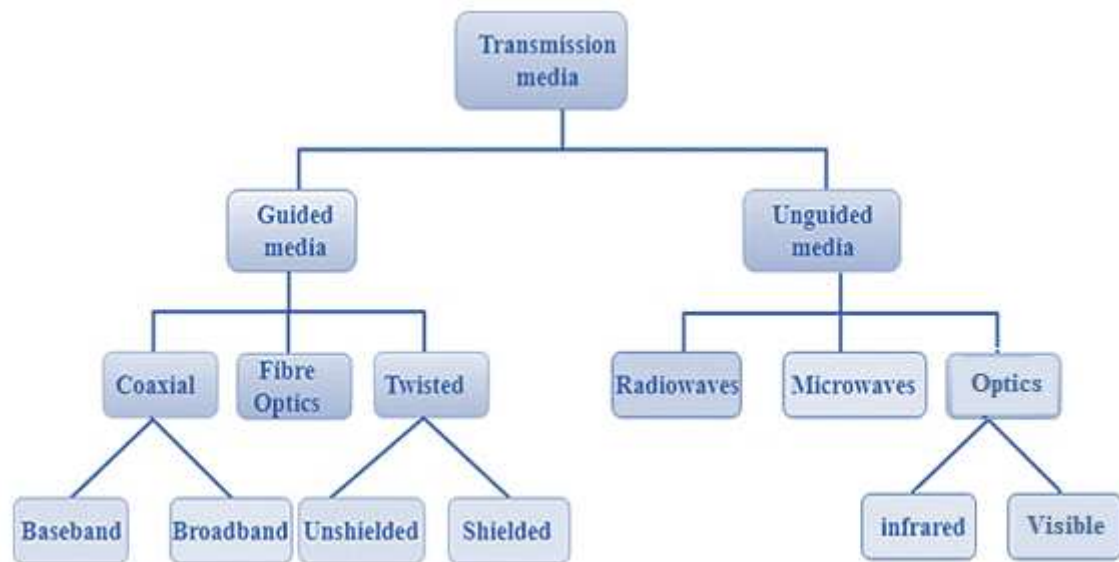 Transmission
media
Guided
media
Unguided
media
Coaxial
Fibre
Optics
Twisted
Radiowaves
Microwaves
Optics
Baseband
Broadband
Unshielded
Shielded
infrared
Visible